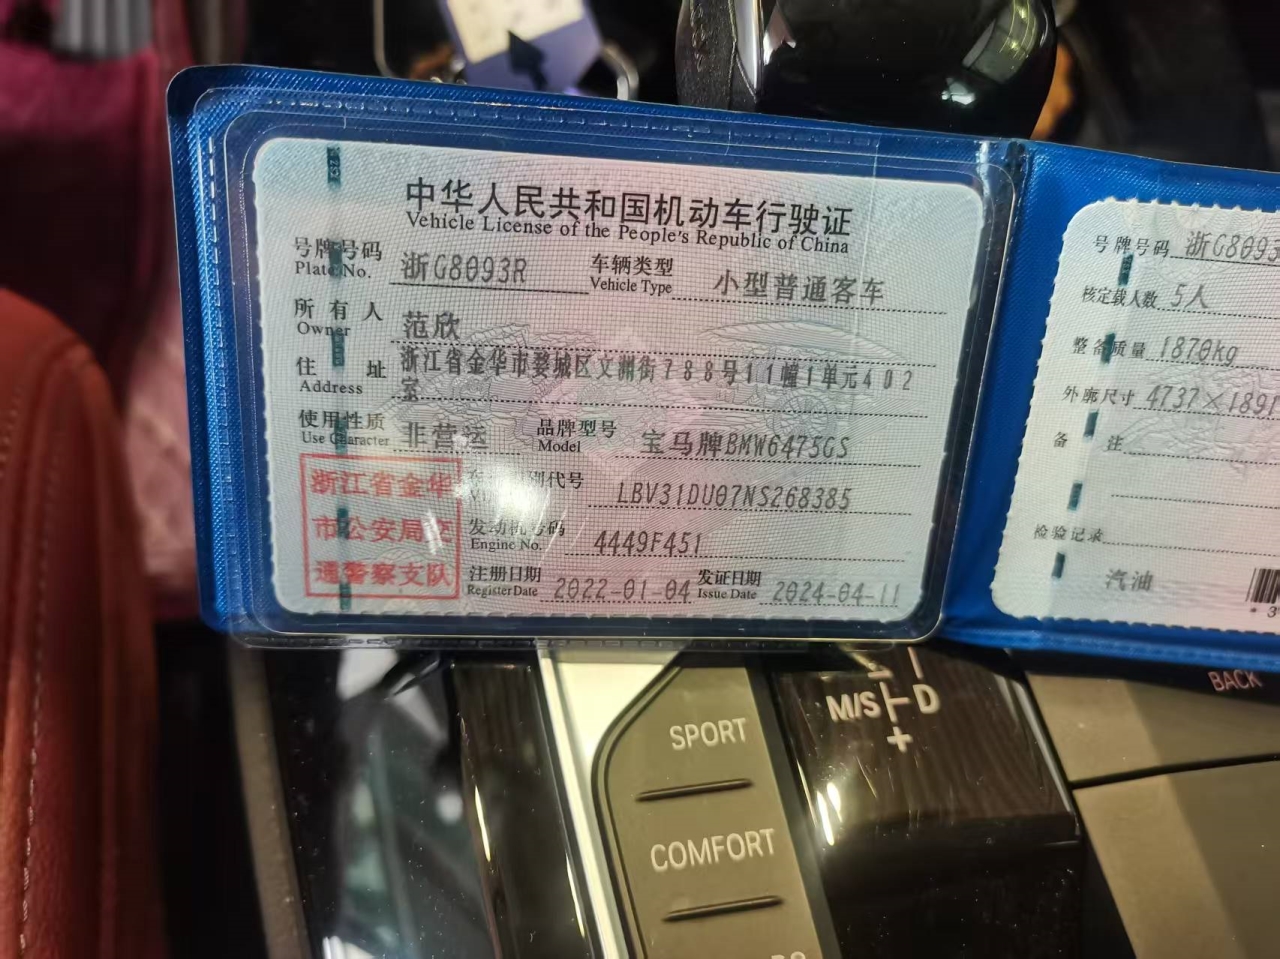 中华人民共和国机动车行驶证
Vehicle License of the People's Republic of China
号牌号码 浙G8093R 车辆类型 小型普通客车
Plate No. Vehicle Type
所有人 范欣
Owner
住址 浙江省金华市婺城区文洲街788号11幢1单元402
Address 室
使用性质 非营运 品牌型号 宝马牌BMW6475GS
Use Character Model
别代号 LBV31DU07NS268385
发动机号码 4449F451
Engine No.
注册日期 2022-01-04 发证日期 2024-04-11
Register Date Issue Date
浙江省金华
市公安局交
通警察支队
号牌号码 浙G8093
核定载人数 5人
整备质量 1870kg
外廓尺寸 4737×1891
备注
检验记录
汽油
BACK
M/S D
+
SPORT
COMFORT